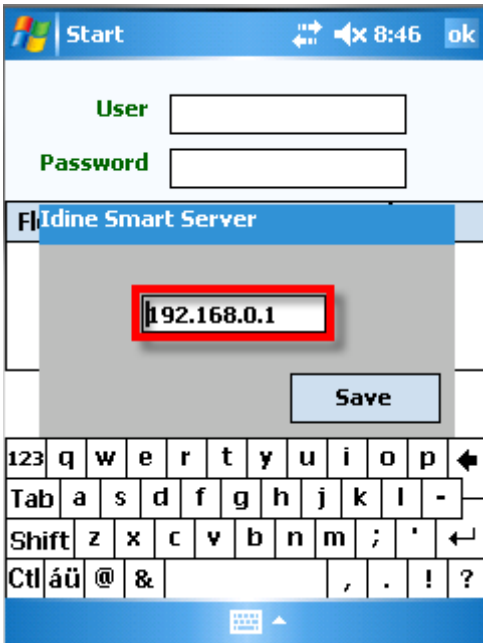 Start 8:46 ok
User
Password
Fl
Idine Smart Server
192.168.0.1
Save
123 q w e r t y u i o p
Tab a s d f g h j k l -
Shift z x c v b n m ; '
Ctl áü @ & , . ! ?